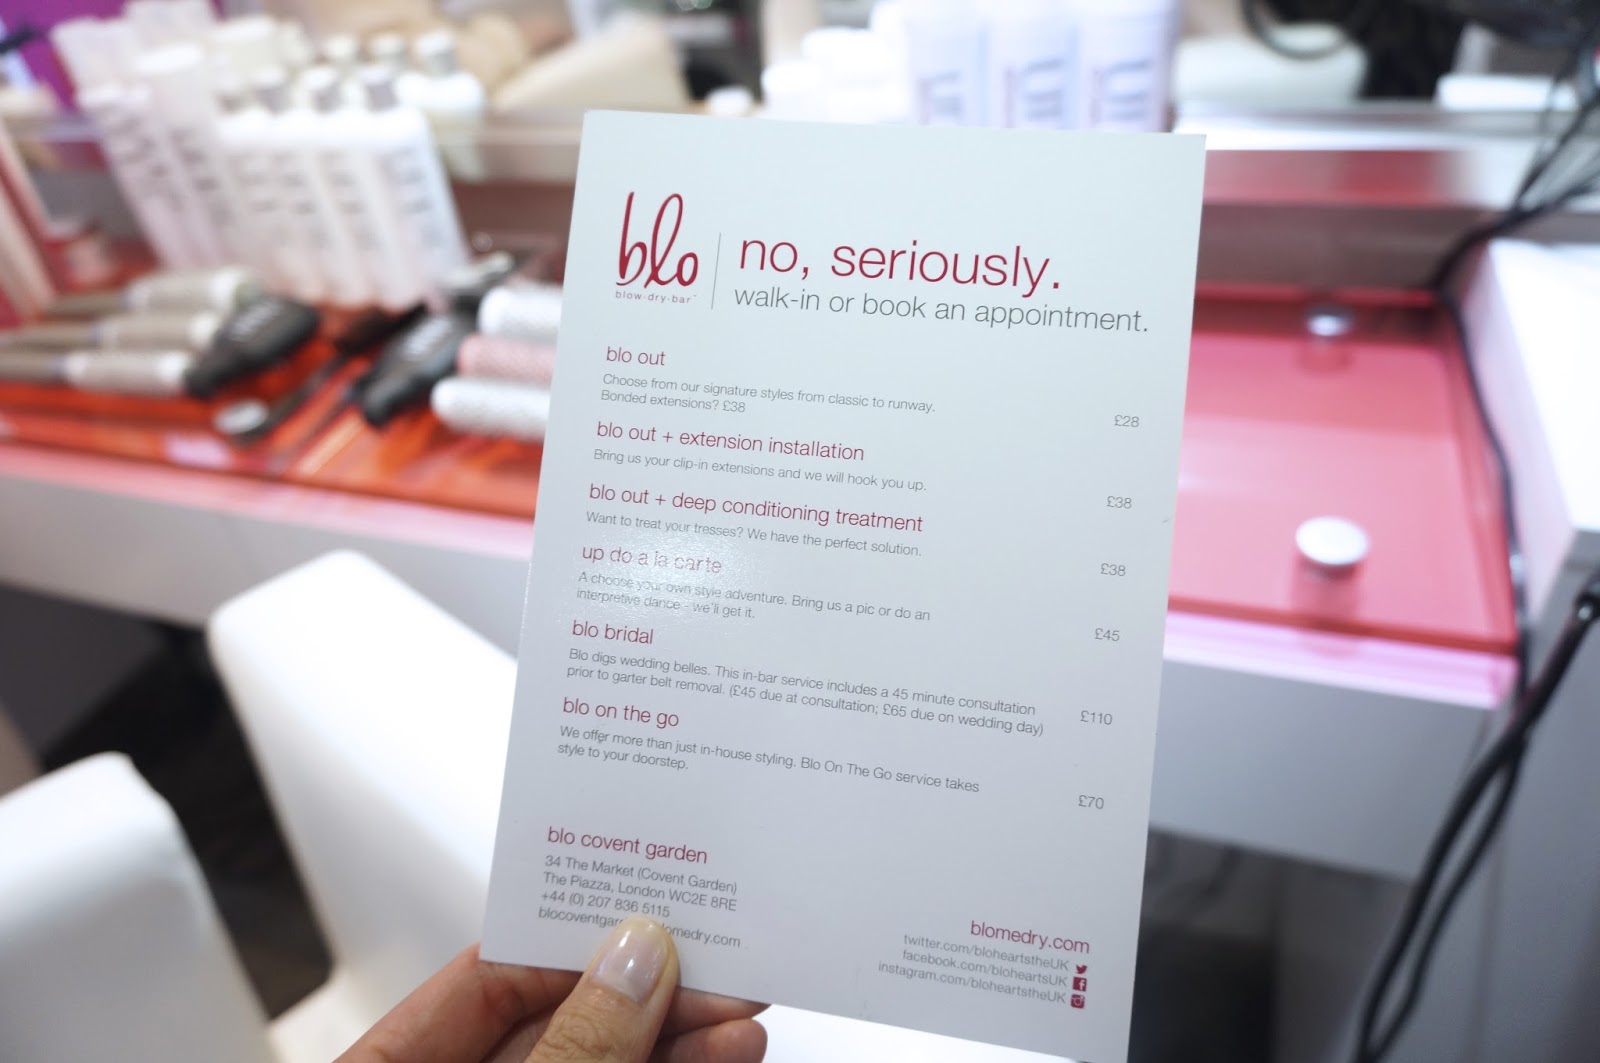 blo
blow-dry-bar™
no, seriously.
walk-in or book an appointment.
blo out
Choose from our signature styles from classic to runway.
Bonded extensions? £38
£28
blo out + extension installation
Bring us your clip-in extensions and we will hook you up.
£38
blo out + deep conditioning treatment
Want to treat your tresses? We have the perfect solution.
£38
up do a la carte
A choose your own style adventure. Bring us a pic or do an
interpretive dance - we'll get it.
£45
blo bridal
Blo digs wedding belles. This in-bar service includes a 45 minute consultation
prior to garter belt removal. (£45 due at consultation; £65 due on wedding day)
£110
blo on the go
We offer more than just in-house styling. Blo On The Go service takes
style to your doorstep.
£70
blo covent garden
34 The Market (Covent Garden)
The Piazza, London WC2E 8RE
+44 (0) 207 836 5115
blomedry.com
twitter.com/bloheartstheUK
facebook.com/bloheartsUK
instagram.com/bloheartstheUK